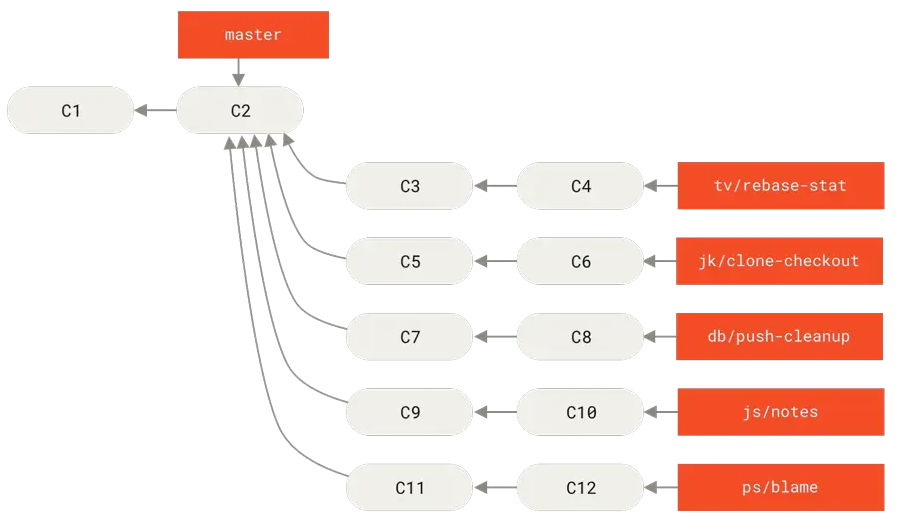 master
C1 C2
C3 C4 tv/rebase-stat
C5 C6 jk/clone-checkout
C7 C8 db/push-cleanup
C9 C10 js/notes
C11 C12 ps/blame